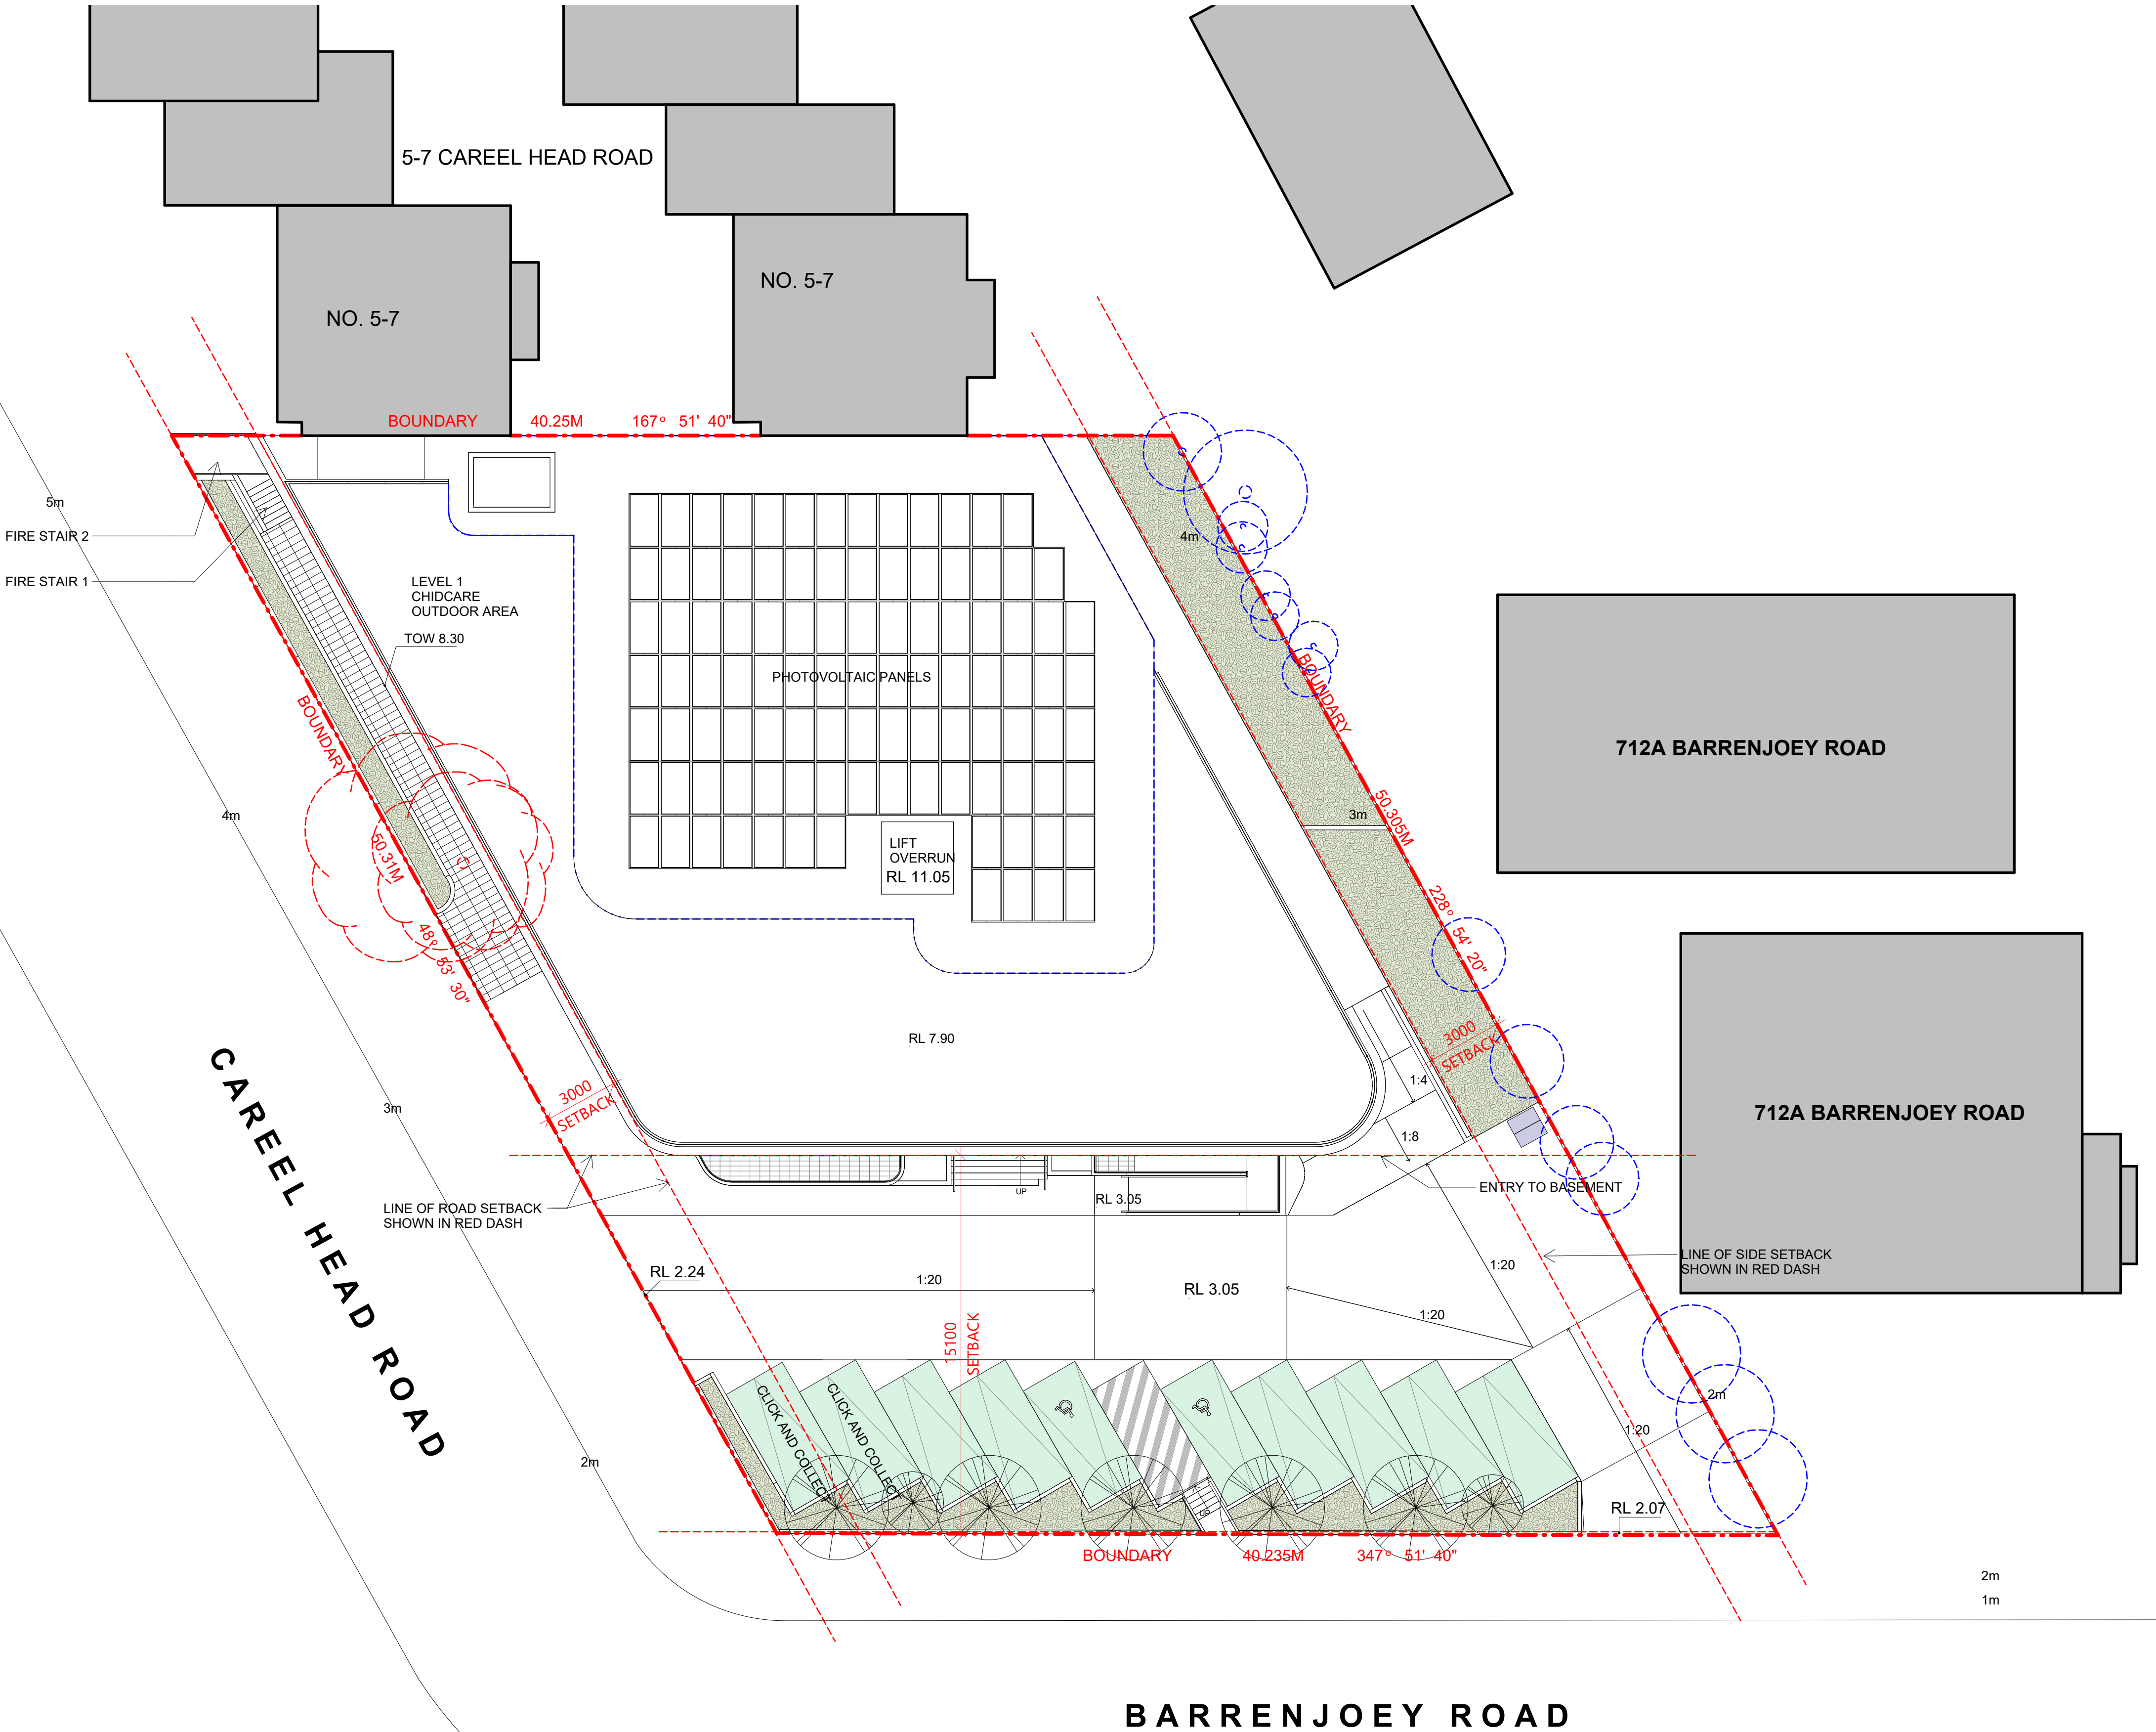 5-7 CAREEL HEAD ROAD
NO. 5-7
NO. 5-7
BOUNDARY 40.25M 167° 51' 40"
5m
FIRE STAIR 2
FIRE STAIR 1
4m
LEVEL 1
CHIDCARE
OUTDOOR AREA
TOW 8.30
PHOTOVOLTAIC PANELS
BOUNDARY
BOUNDARY
712A BARRENJOEY ROAD
4m
50.31M
50.305M
3m
LIFT
OVERRUN
RL 11.05
48° 53' 30"
228° 54' 20"
RL 7.90
3000
SETBACK
3000
SETBACK
3m
1:4
1:8
712A BARRENJOEY ROAD
CAREEL HEAD ROAD
LINE OF ROAD SETBACK
SHOWN IN RED DASH
UP
RL 3.05
ENTRY TO BASEMENT
LINE OF SIDE SETBACK
SHOWN IN RED DASH
RL 2.24
1:20
RL 3.05
1:20
1:20
15100
SETBACK
CLICK AND COLLECT
CLICK AND COLLECT
2m
1:20
2m
UP
RL 2.07
BOUNDARY 40.235M 347° 51' 40"
2m
1m
BARRENJOEY ROAD